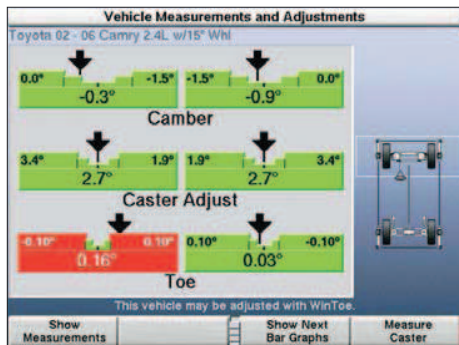 Vehicle Measurements and Adjustments
Toyota 02 - 06 Camry 2.4L w/15" Whl
0.0° -1.5° -1.5° 0.0°
-0.3° -0.9°
Camber
3.4° 1.9° 1.9° 3.4°
2.7° 2.7°
Caster Adjust
-0.10° 0.10° 0.10° -0.10°
0.16° 0.03°
Toe
This vehicle may be adjusted with WinToe.
Show Measurements
Show Next Bar Graphs
Measure Caster